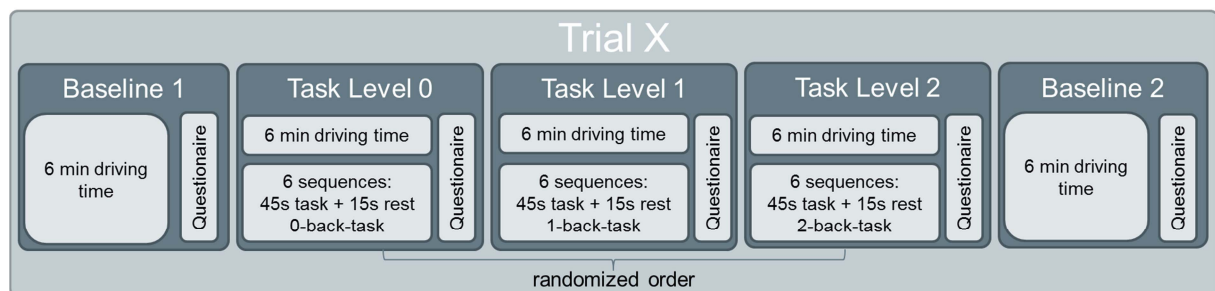 Trial X
Baseline 1
6 min driving
time
Questionaire
Task Level 0
6 min driving time
6 sequences:
45s task + 15s rest
0-back-task
Questionaire
Task Level 1
6 min driving time
6 sequences:
45s task + 15s rest
1-back-task
Questionaire
Task Level 2
6 min driving time
6 sequences:
45s task + 15s rest
2-back-task
Questionaire
Baseline 2
6 min driving
time
Questionaire
randomized order